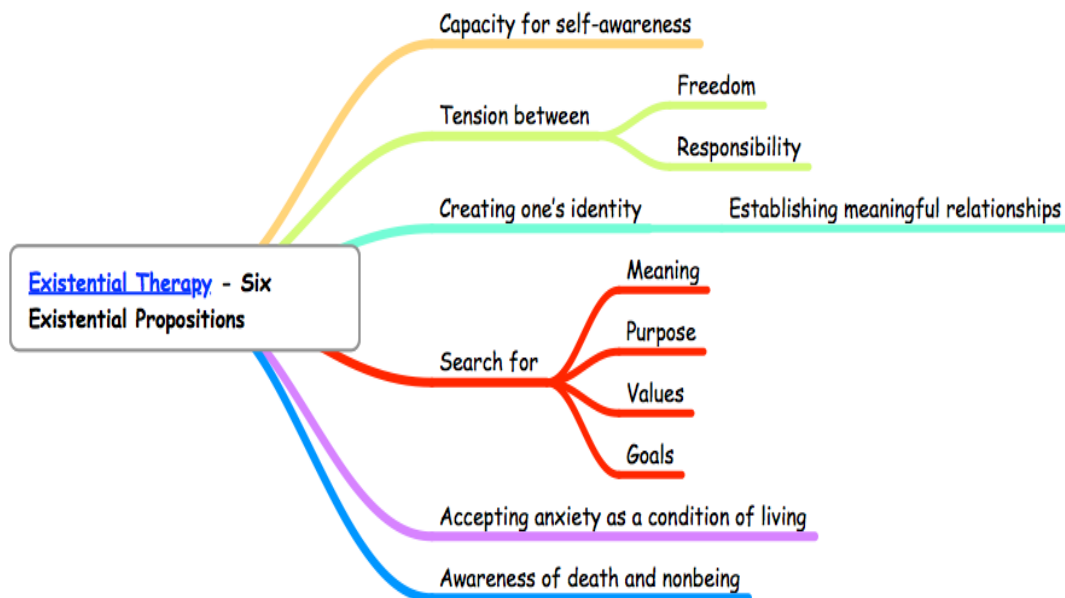 Capacity for self-awareness
Freedom
Tension between
Responsibility
Creating one's identity
Establishing meaningful relationships
Existential Therapy - Six
Existential Propositions
Meaning
Purpose
Search for
Values
Goals
Accepting anxiety as a condition of living
Awareness of death and nonbeing